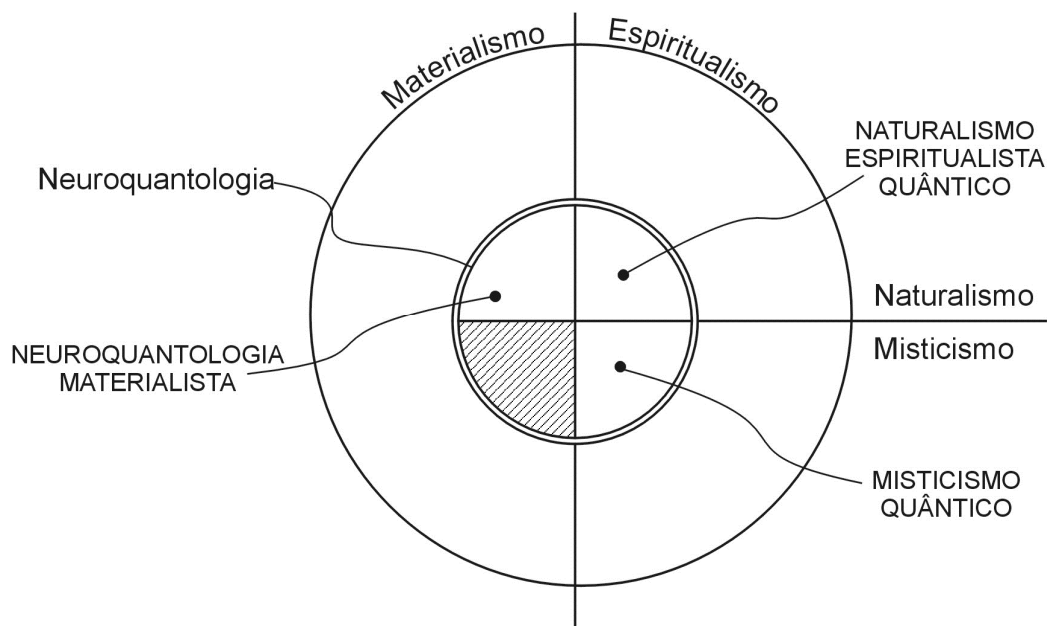 Materialismo
Espiritualismo
NATURALISMO
ESPIRITUALISTA
QUÂNTICO
Neuroquantologia
Naturalismo
NEUROQUANTOLOGIA
MATERIALISTA
Misticismo
MISTICISMO
QUÂNTICO